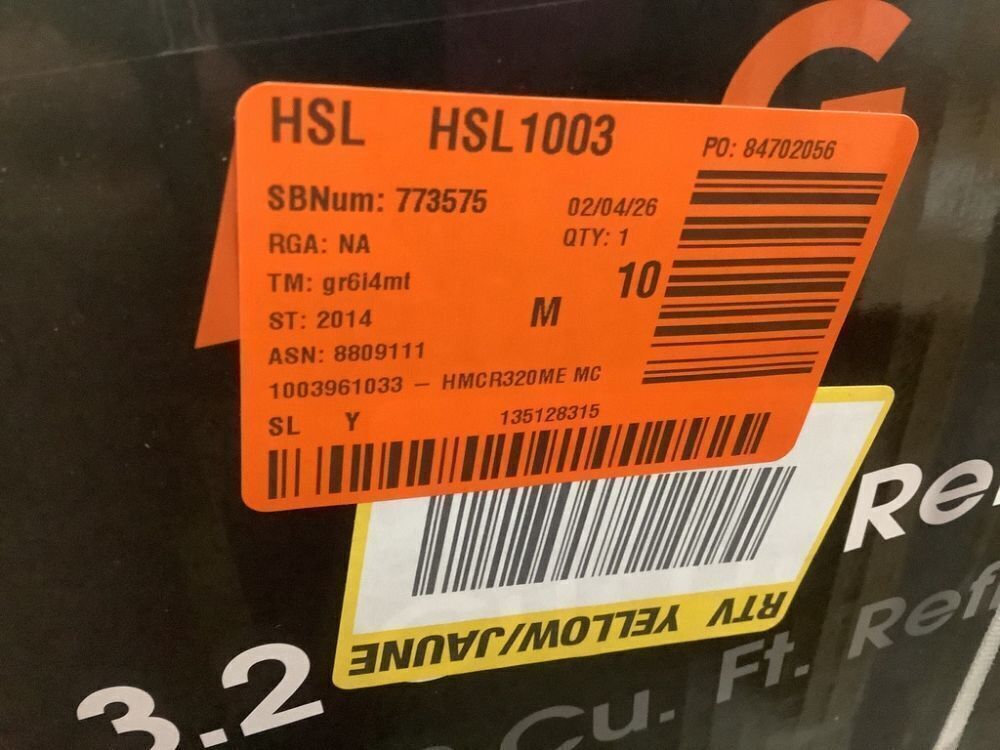 G
HSL HSL1003
PO: 84702056
SBNum: 773575
02/04/26
RGA: NA
QTY: 1
TM: gr6i4mt
10
ST: 2014
M
ASN: 8809111
1003961033 – HMCR320ME MC
SL Y
135128315
RTV YELLOW/JAUNE
3.2
Cu. Ft. Refr